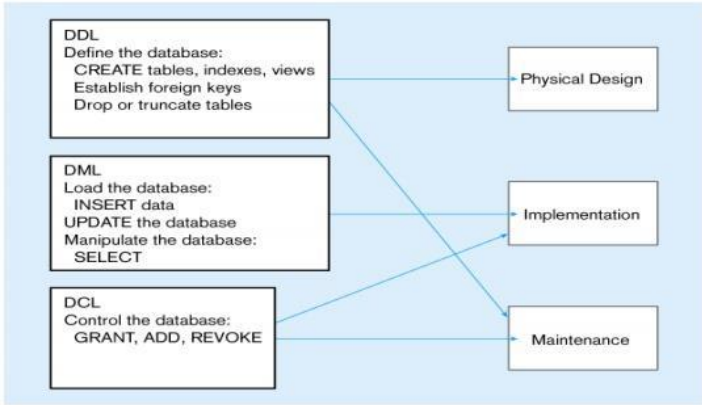 DDL
Define the database:
CREATE tables, indexes, views
Establish foreign keys
Drop or truncate tables
Physical Design
DML
Load the database:
INSERT data
UPDATE the database
Manipulate the database:
SELECT
Implementation
DCL
Control the database:
GRANT, ADD, REVOKE
Maintenance